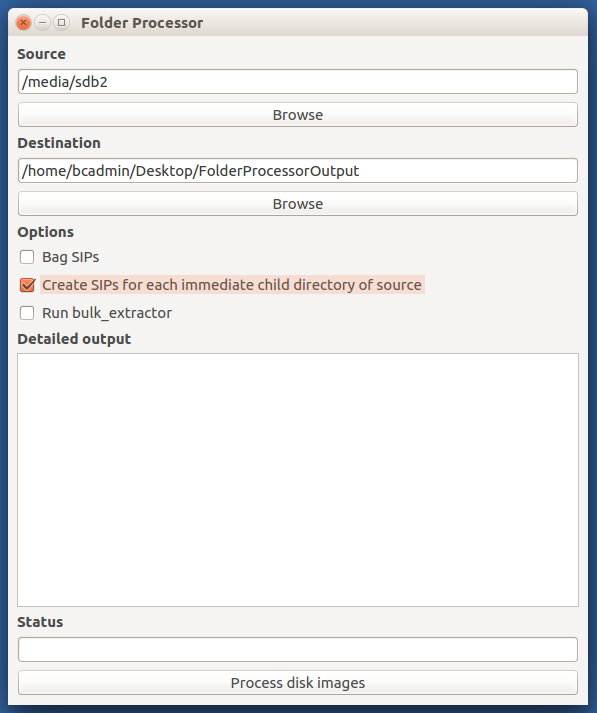 Folder Processor
Source
/media/sdb2
Browse
Destination
/home/bcadmin/Desktop/FolderProcessorOutput
Browse
Options
Bag SIPs
Create SIPs for each immediate child directory of source
Run bulk_extractor
Detailed output
Status
Process disk images